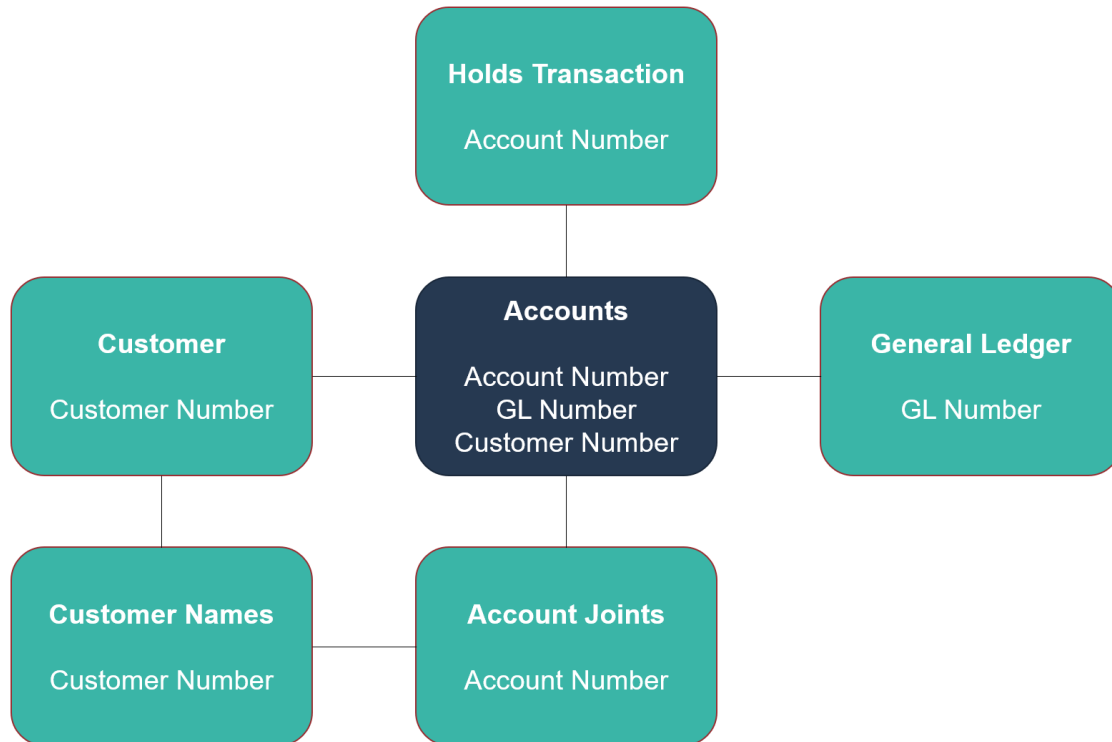 Holds Transaction
Account Number
Customer
Customer Number
Accounts
Account Number
GL Number
Customer Number
General Ledger
GL Number
Customer Names
Customer Number
Account Joints
Account Number